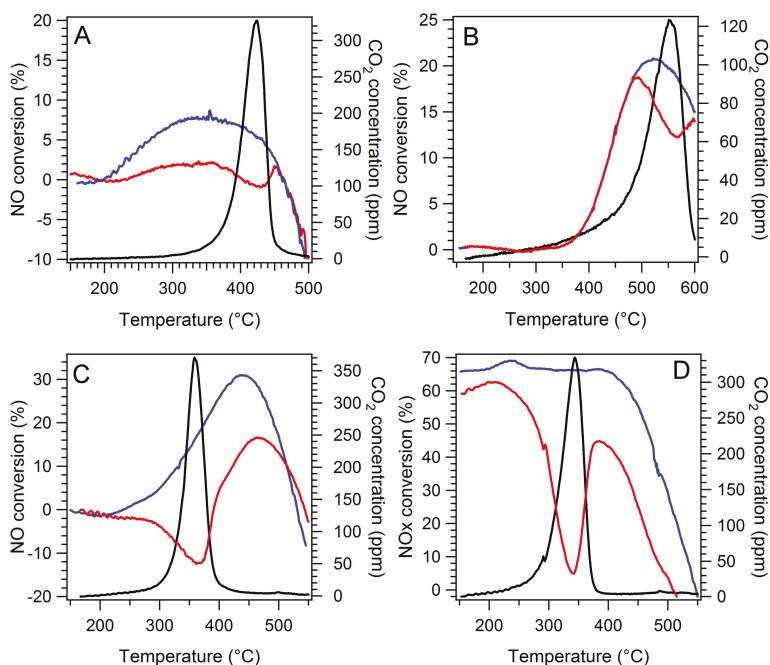 A
20
15
10
5
0
-5
-10
NO conversion (%)
300
250
200
150
100
50
0
CO2 concentration (ppm)
200 300 400 500
Temperature (°C)
B
25
20
15
10
5
0
NO conversion (%)
120
100
80
60
40
20
0
CO2 concentration (ppm)
200 300 400 500 600
Temperature (°C)
C
30
20
10
0
-10
-20
NO conversion (%)
350
300
250
200
150
100
50
0
CO2 concentration (ppm)
200 300 400 500
Temperature (°C)
D
70
60
50
40
30
20
10
0
NOx conversion (%)
300
250
200
150
100
50
0
CO2 concentration (ppm)
200 300 400 500
Temperature (°C)